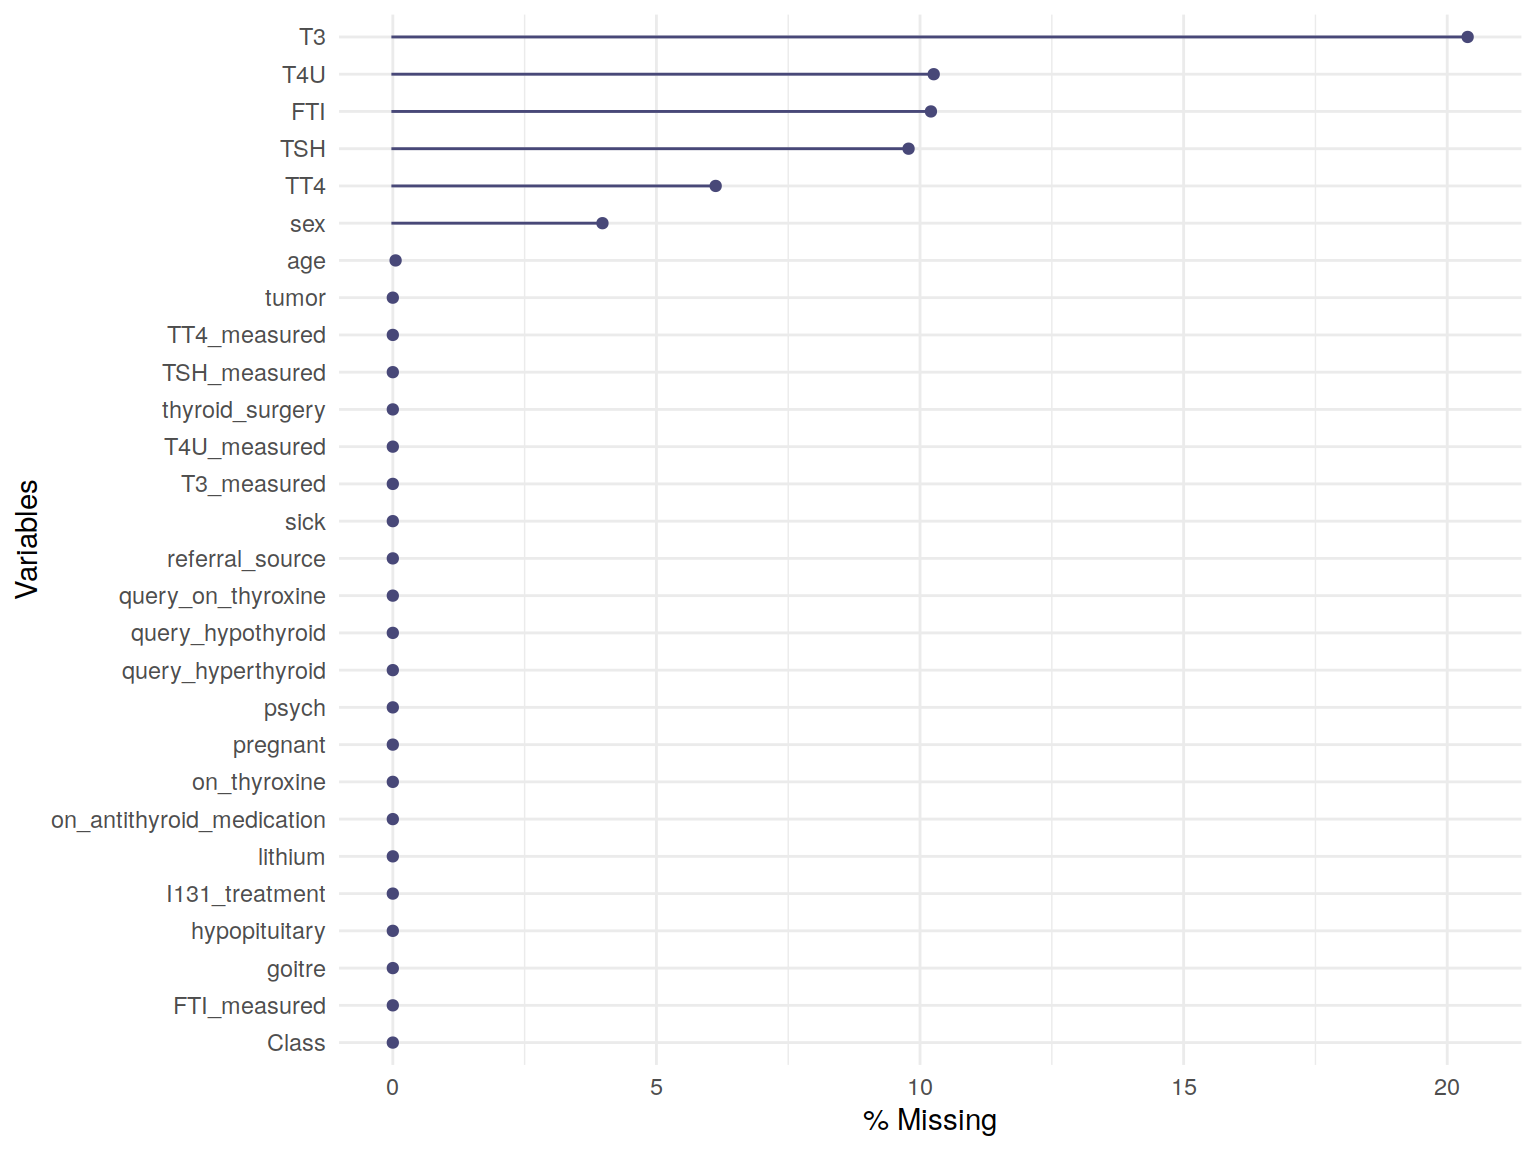 T3
T4U
FTI
TSH
TT4
sex
age
tumor
TT4_measured
TSH_measured
thyroid_surgery
T4U_measured
T3_measured
sick
referral_source
query_on_thyroxine
query_hypothyroid
query_hyperthyroid
psych
pregnant
on_thyroxine
on_antithyroid_medication
lithium
I131_treatment
hypopituitary
goitre
FTI_measured
Class
Variables
0 5 10 15 20
% Missing